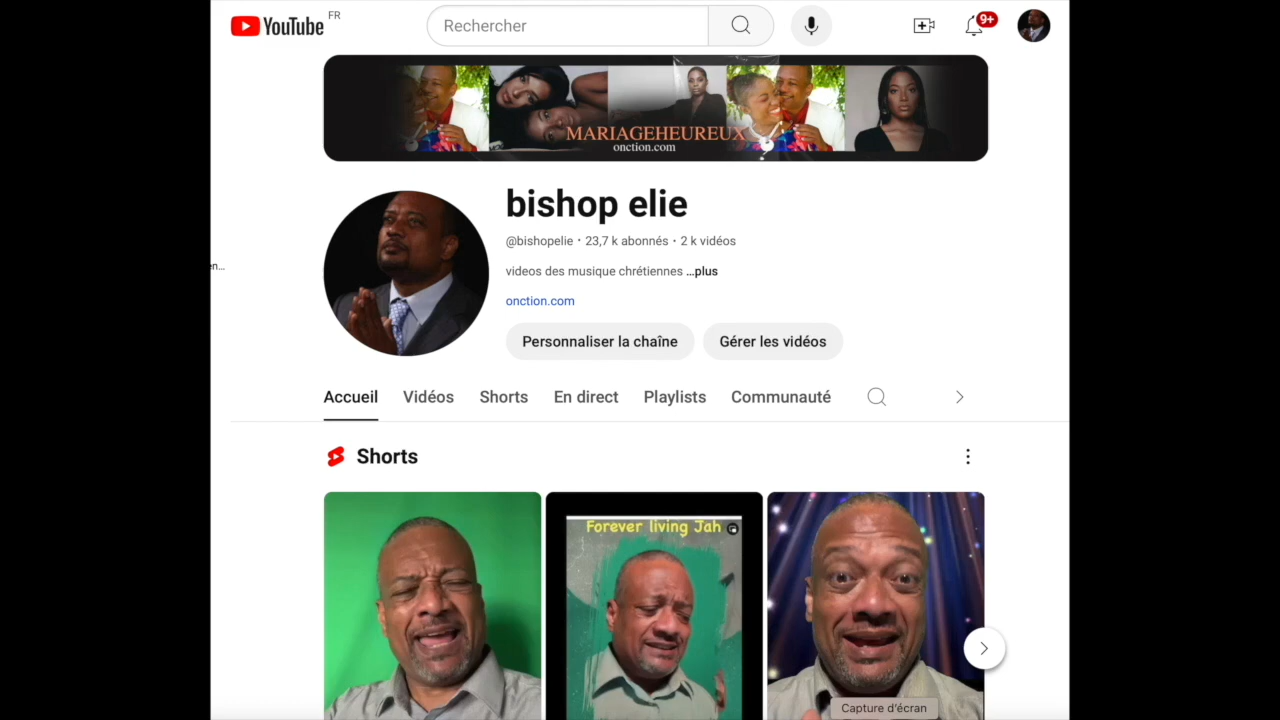 YouTube FR
Rechercher
9+
MARIAGEHEUREUX
onction.com
bishop elie
@bishopelie • 23,7 k abonnés • 2 k vidéos
en...
videos des musique chrétiennes ...plus
onction.com
Personnaliser la chaîne
Gérer les vidéos
Accueil Vidéos Shorts En direct Playlists Communauté
Shorts
Forever living Jah
Capture d'écran